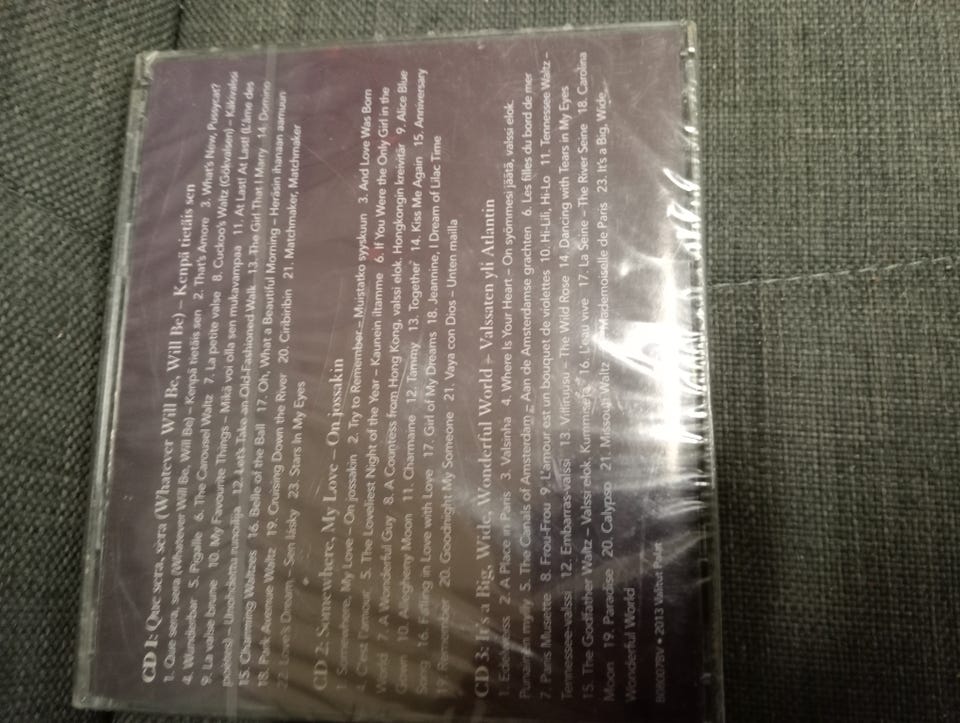 CD 1: Que sera, sera (Whatever Will Be, Will Be) – Kenpä tietäis sen
1. Que sera, sera (Whatever Will Be, Will Be) – Kenpä tietäis sen 2. That's Amore 3. What's New, Pussycat?
4. Wunderbar 5. Pigalle 6. The Carousel Waltz 7. La petite valse 8. Cuckoo's Waltz (Gökvalsen) – Käkivalssi
9. La valse brune 10. My Favourite Things – Mikä voi olla sen mukavampaa 11. At Last! At Last! (L'âme des
poètes) – Unohdettu runoilija 12. Let's Take an Old-Fashioned Walk 13. The Girl That I Marry 14. Domino
15. Charming Waltzes 16. Belle of the Ball 17. Oh, What a Beautiful Morning – Heräsin ihanaan aamuun
18. Park Avenue Waltz 19. Cruising Down the River 20. Ciribiribin 21. Matchmaker, Matchmaker
22. Lover's Dream – Sen Iäsky 23. Stars In My Eyes
CD 2: Somewhere, My Love – On jossakin
1. Somewhere, My Love – On jossakin 2. Try to Remember – Muistatko syyskuun 3. And Love Was Born
4. C'est l'amour 5. The Loveliest Night of the Year – Kaunein iltamme 6. If You Were the Only Girl in the
World 7. A Wonderful Guy 8. A Countess from Hong Kong, valssi elok. Hongkongin kreivitär 9. Alice Blue
Gown 10. Allegheny Moon 11. Charmaine 12. Tammy 13. Together 14. Kiss Me Again 15. Anniversary
Song 16. Falling in Love with Love 17. Girl of My Dreams 18. Jeannine, I Dream of Lilac Time
19. Remember 20. Goodnight My Someone 21. Vaya con Dios – Unten mailla
CD 3: It's a Big, Wide, Wonderful World – Valssaten yli Atlantin
1. Edelweiss 2. A Place in Paris 3. Valsinha 4. Where Is Your Heart – On syömmesi jäätä, valssi elok.
Punainen mylly 5. The Canals of Amsterdam – Aan de Amsterdamse grachten 6. Les filles du bord de mer
7. Paris Musette 8. Frou-Frou 9. L'amour est un bouquet de violettes 10. Hi-Lili, Hi-Lo 11. Tennessee Waltz –
Tennessee-valssi 12. Embarras-valssi 13. Villiruusu – The Wild Rose 14. Dancing with Tears in My Eyes
15. The Godfather Waltz – Valssi elok. Kummisetä 16. L'eau vive 17. La Seine – The River Seine 18. Carolina
Moon 19. Paradise 20. Calypso 21. Missouri Waltz Mademoiselle de Paris 23. It's a Big, Wide,
Wonderful World
2013 Valitut Palat